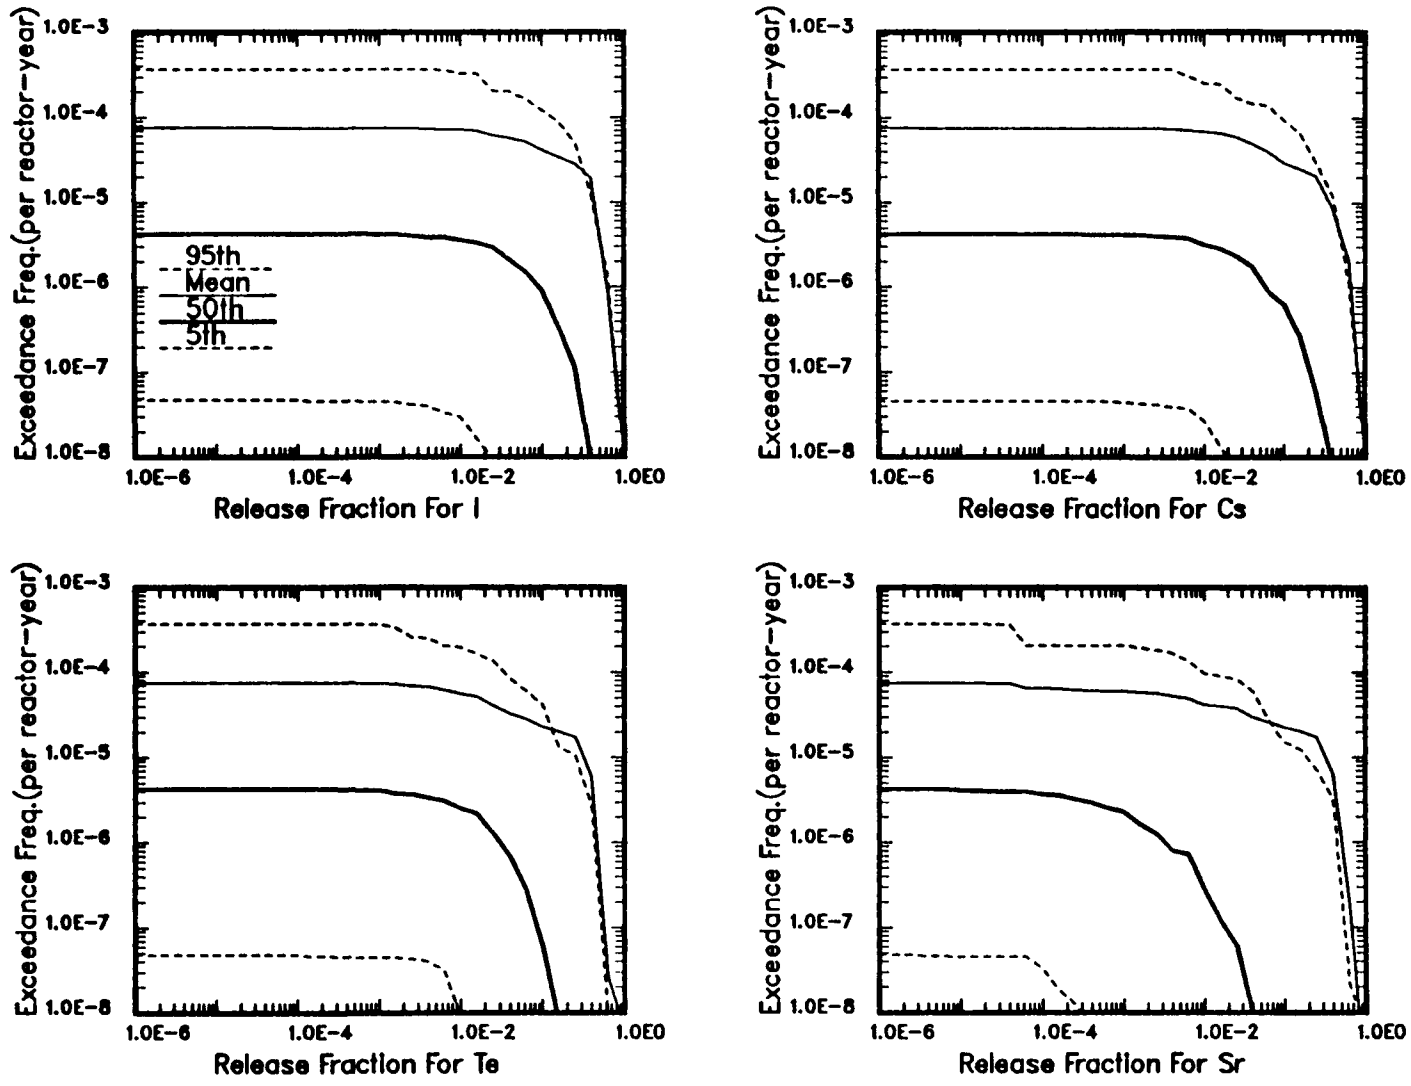 Exceedance Freq.(per reactor-year)
1.0E-3
1.0E-4
1.0E-5
1.0E-6
1.0E-7
1.0E-8
95th
Mean
50th
5th
1.0E-6 1.0E-4 1.0E-2 1.0E0
Release Fraction For I
Exceedance Freq.(per reactor-year)
1.0E-3
1.0E-4
1.0E-5
1.0E-6
1.0E-7
1.0E-8
1.0E-6 1.0E-4 1.0E-2 1.0E0
Release Fraction For Cs
Exceedance Freq.(per reactor-year)
1.0E-3
1.0E-4
1.0E-5
1.0E-6
1.0E-7
1.0E-8
1.0E-6 1.0E-4 1.0E-2 1.0E0
Release Fraction For Te
Exceedance Freq.(per reactor-year)
1.0E-3
1.0E-4
1.0E-5
1.0E-6
1.0E-7
1.0E-8
1.0E-6 1.0E-4 1.0E-2 1.0E0
Release Fraction For Sr